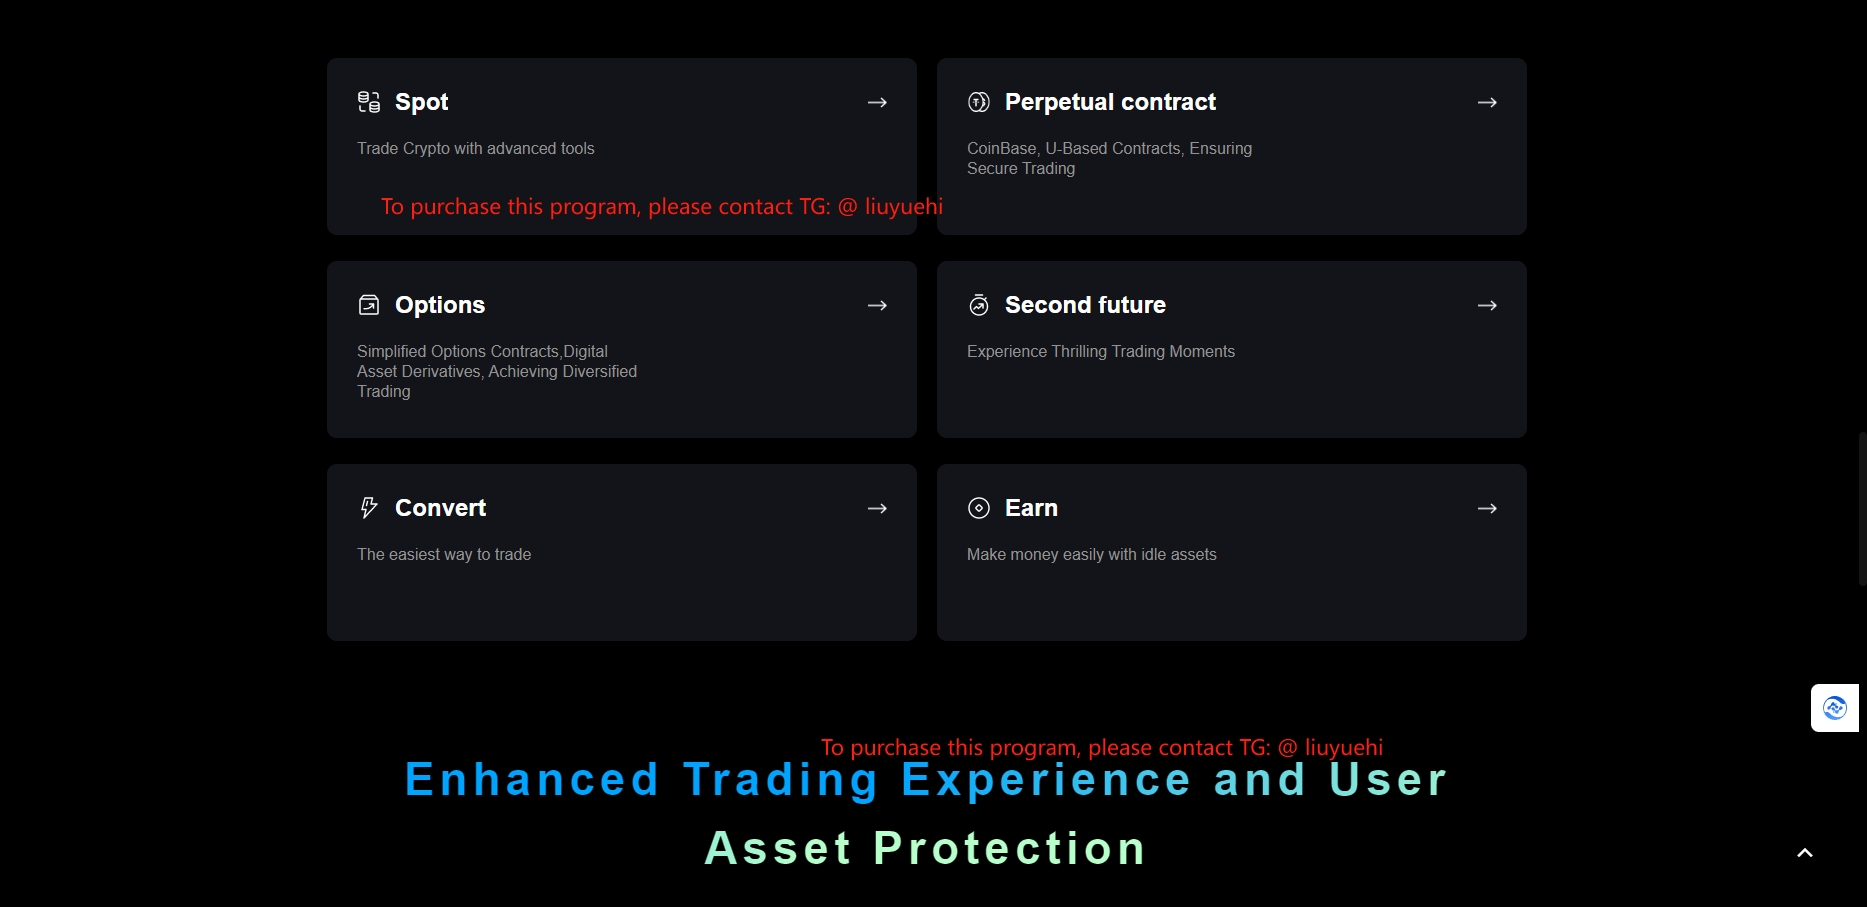 Spot
Trade Crypto with advanced tools
Perpetual contract
CoinBase, U-Based Contracts, Ensuring
Secure Trading
To purchase this program, please contact TG: @ liuyuehi
Options
Simplified Options Contracts,Digital
Asset Derivatives, Achieving Diversified
Trading
Second future
Experience Thrilling Trading Moments
Convert
The easiest way to trade
Earn
Make money easily with idle assets
To purchase this program, please contact TG: @ liuyuehi
Enhanced Trading Experience and User
Asset Protection